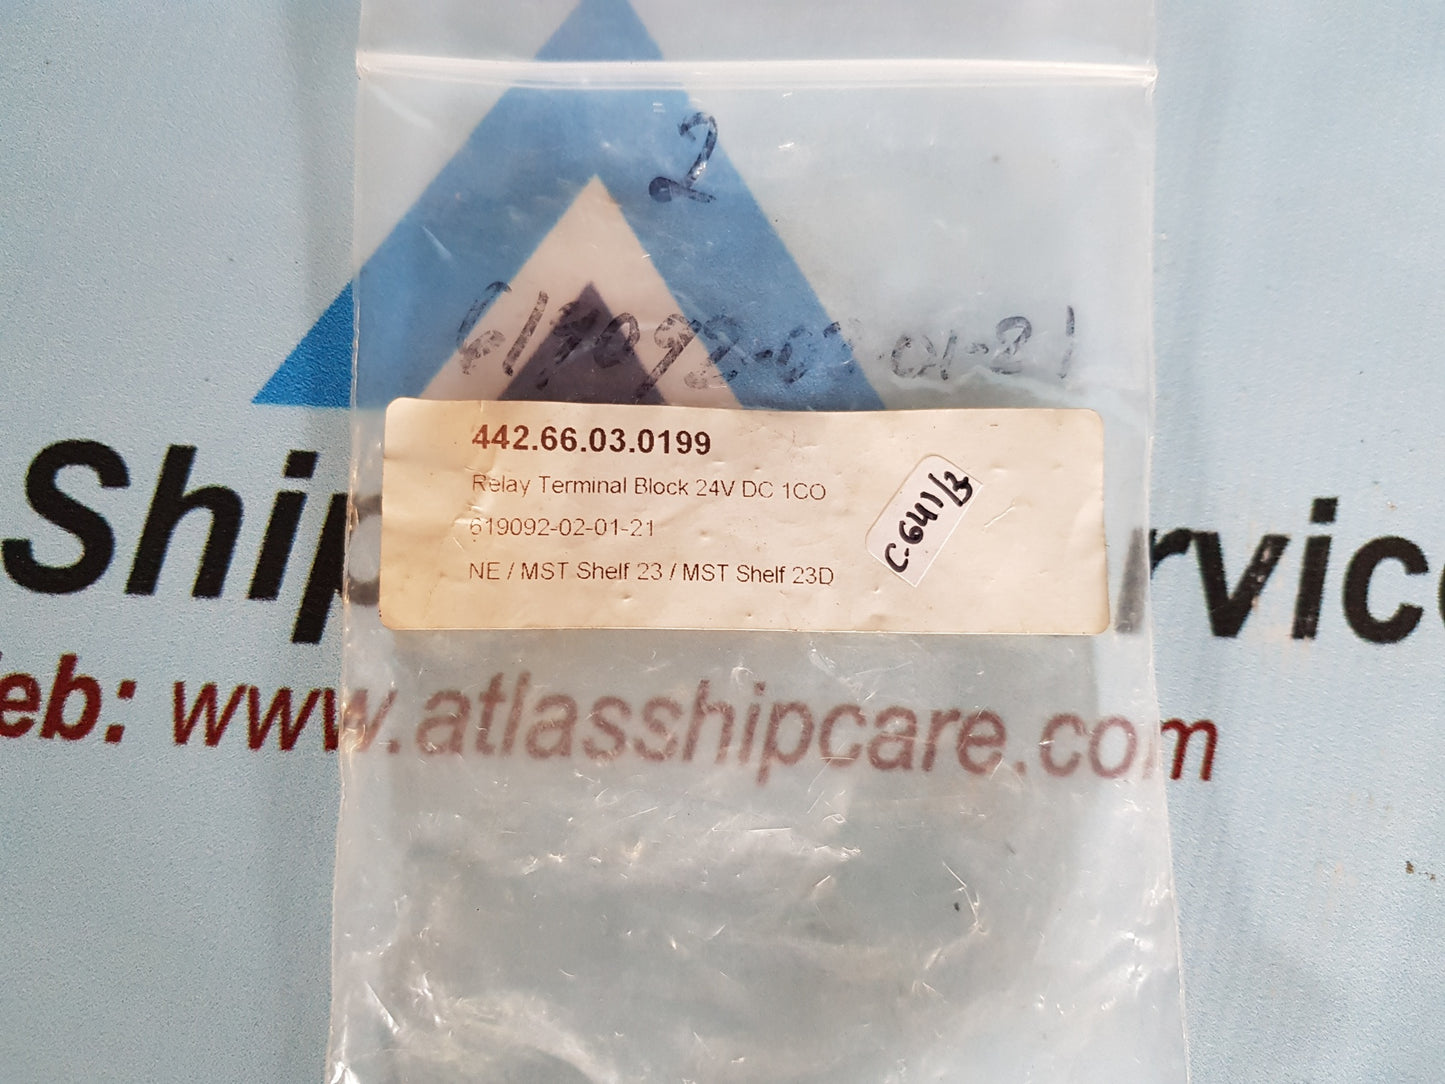 2
619092-02-01-21
442.66.03.0199
Relay Terminal Block 24V DC 1CO
619092-02-01-21
NE / MST Shelf 23 / MST Shelf 23D
C-641/3
Ship rvic
eb: www.atlasshipcare.com